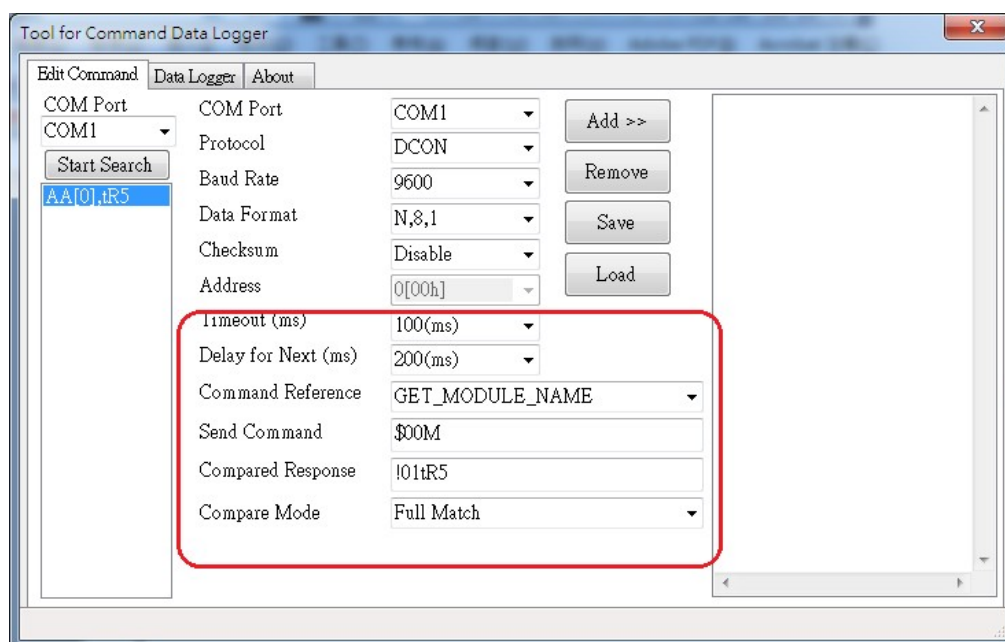 Tool for Command Data Logger
Edit Command
Data Logger
About
COM Port
COM1
Start Search
AA[0],tR5
COM Port
COM1
Protocol
DCON
Baud Rate
9600
Data Format
N,8,1
Checksum
Disable
Address
0[00h]
Timeout (ms)
100(ms)
Delay for Next (ms)
200(ms)
Command Reference
GET_MODULE_NAME
Send Command
$00M
Compared Response
!01tR5
Compare Mode
Full Match
Add >>
Remove
Save
Load